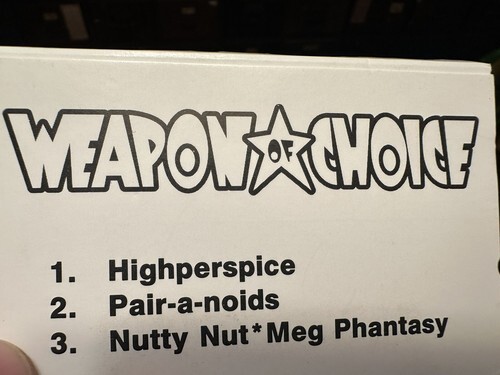 WEAPON OF CHOICE
1. Highperspice
2. Pair-a-noids
3. Nutty Nut*Meg Phantasy